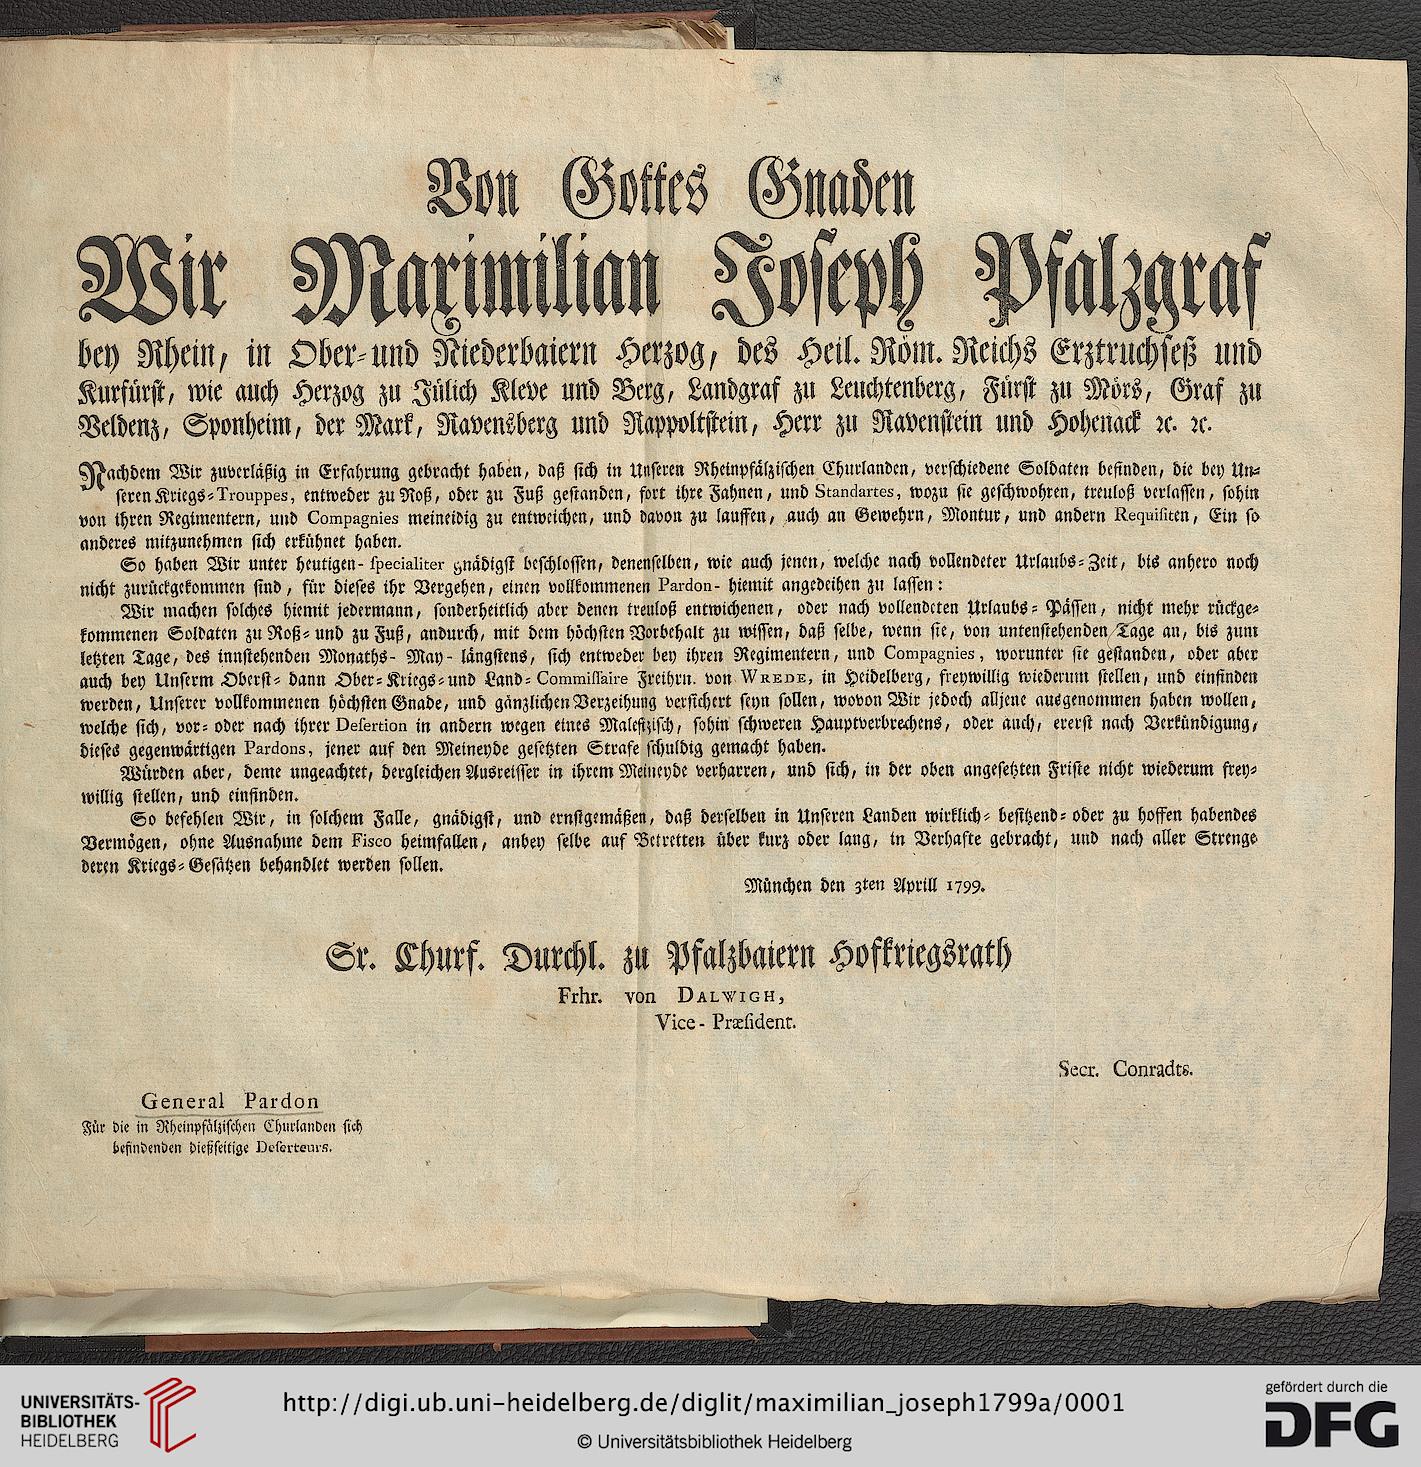 Von Gottes Gnaden
Wir Maximilian Joseph Pfalzgraf
bey Rhein, in Ober-und Niederbaiern Herzog, des Heil. Röm. Reichs Erztruchseß und
Kurfürst, wie auch Herzog zu Jülich Kleve und Berg, Landgraf zu Leuchtenberg, Fürst zu Mörs, Graf zu
Veldenz, Sponheim, der Mark, Ravensberg und Rappoltstein, Herr zu Ravenstein und Hohenack ꝛc. ꝛc.
Nachdem Wir zuverläßig in Erfahrung gebracht haben, daß sich in Unseren Rheinpfälzischen Churlanden, verschiedene Soldaten befinden, die bey Un-
seren Kriegs-Trouppes, entweder zu Roß, oder zu Fuß gestanden, fort ihre Fahnen, und Standartes, wozu sie geschwohren, treuloß verlassen, sohin
von ihren Regimentern, und Compagnies meineidig zu entweichen, und davon zu lauffen, auch an Gewehrn, Montur, und andern Requisiten, Ein so
anderes mitzunehmen sich erkühnet haben.
So haben Wir unter heutigen- specialiter gnädigst beschlossen, denenselben, wie auch jenen, welche nach vollendeter Urlaubs-Zeit, bis anhero noch
nicht zurückgekommen sind, für dieses ihr Vergehen, einen vollkommenen Pardon- hiemit angedeihen zu lassen:
Wir machen solches hiemit jedermann, sonderheitlich aber denen treuloß entwichenen, oder nach vollendeten Urlaubs-Pässen, nicht mehr rückge-
kommenen Soldaten zu Roß-und zu Fuß, andurch, mit dem höchsten Vorbehalt zu wissen, daß selbe, wenn sie, von untenstehenden Tage an, bis zum
letzten Tage, des innstehenden Monaths- May- längstens, sich entweder bey ihren Regimentern, und Compagnies, worunter sie gestanden, oder aber
auch bey Unserm Oberst-dann Ober-Kriegs-und Land-Commissaire Freihrn. von WREDE, in Heidelberg, freywillig wiederum stellen, und einfinden
werden, Unserer vollkommenen höchsten Gnade, und gänzlichen Verzeihung versichert seyn sollen, wovon Wir jedoch alljene ausgenommen haben wollen,
welche sich, vor-oder nach ihrer Desertion in andern wegen eines Malefizisch, sohin schweren Hauptverbrechens, oder auch, ererst nach Verkündigung,
dieses gegenwärtigen Pardons, jener auf den Meineyde gesetzten Strafe schuldig gemacht haben.
Würden aber, deme ungeachtet, dergleichen Ausreisser in ihrem Meineyde verharren, und sich, in der oben angesetzten Friste nicht wiederum frey-
willig stellen, und einfinden.
So befehlen Wir, in solchem Falle, gnädigst, und ernstgemäßen, daß derselben in Unseren Landen wirklich-besitzend-oder zu hoffen habendes
Vermögen, ohne Ausnahme dem Fisco heimfallen, anbey selbe auf Betretten über kurz oder lang, in Verhafte gebracht, und nach aller Strenge
deren Kriegs-Gesätzen behandlet werden sollen.
München den 3ten Aprill 1799.
Sr. Churf. Durchl. zu Pfalzbaiern Hofkriegsrath
Frhr. von DALWIGH,
Vice-Præsident.
Secr. Conradts.
General Pardon
Für die in Rheinpfälzischen Churlanden sich
befindenden dießseitige Deserteurs.
UNIVERSITÄTS-
BIBLIOTHEK
HEIDELBERG
http://digi.ub.uni-heidelberg.de/diglit/maximilian_joseph1799a/0001
© Universitätsbibliothek Heidelberg
gefördert durch die
DFG